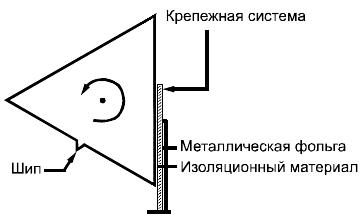 Крепежная система
Металлическая фольга
Изоляционный материал
Шип